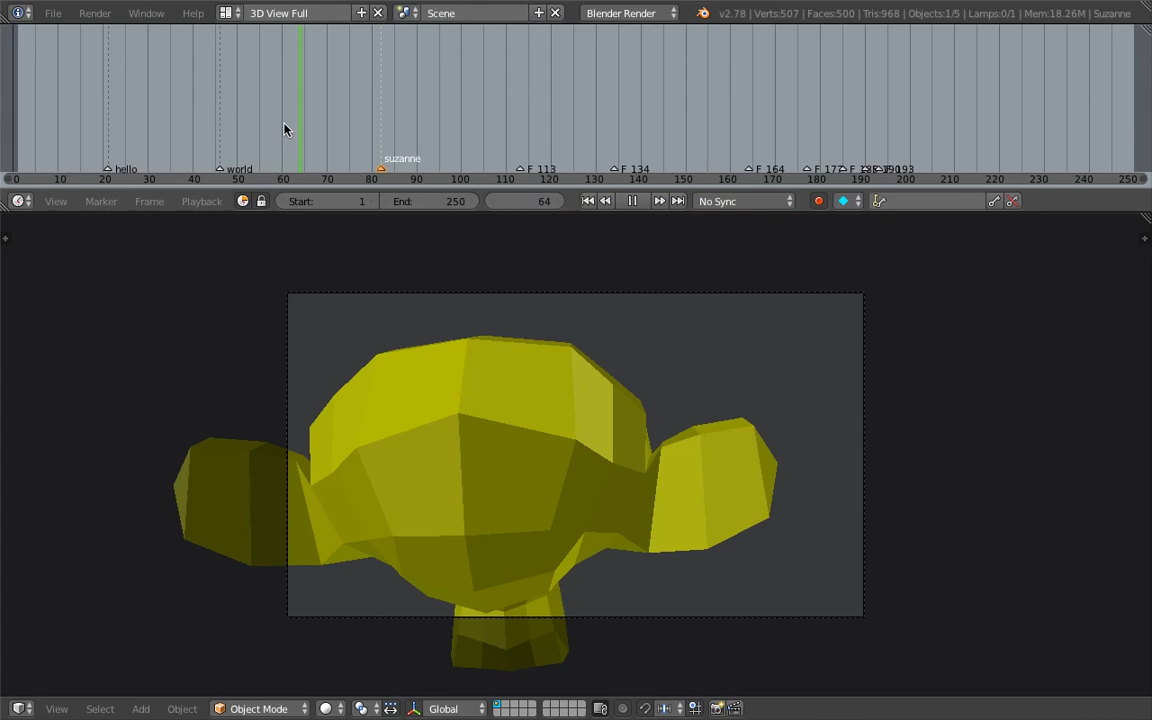 File Render Window Help 3D View Full Scene Blender Render v2.78 | Verts:507 | Faces:500 | Tris:968 | Objects:1/5 | Lamps:0/1 | Mem:18.26M | Suzanne
suzanne
hello world F 113 F 134 F 164 F 177
0 10 20 30 40 50 60 70 80 90 100 110 120 130 140 150 160 170 180 190 200 210 220 230 240 250
View Marker Frame Playback Start: 1 End: 250 64 No Sync
View Select Add Object Object Mode Global